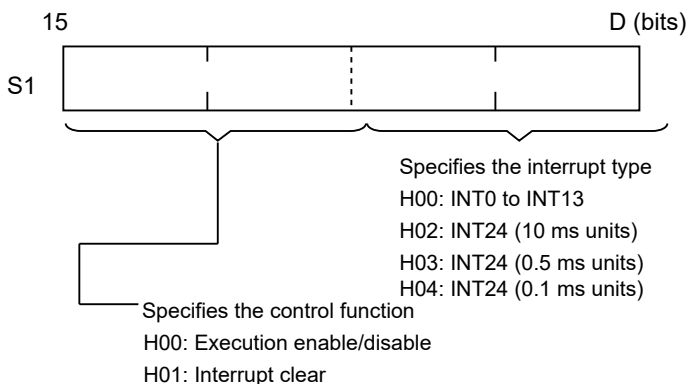 15 D (bits)
S1
Specifies the interrupt type
H00: INT0 to INT13
H02: INT24 (10 ms units)
H03: INT24 (0.5 ms units)
H04: INT24 (0.1 ms units)
Specifies the control function
H00: Execution enable/disable
H01: Interrupt clear